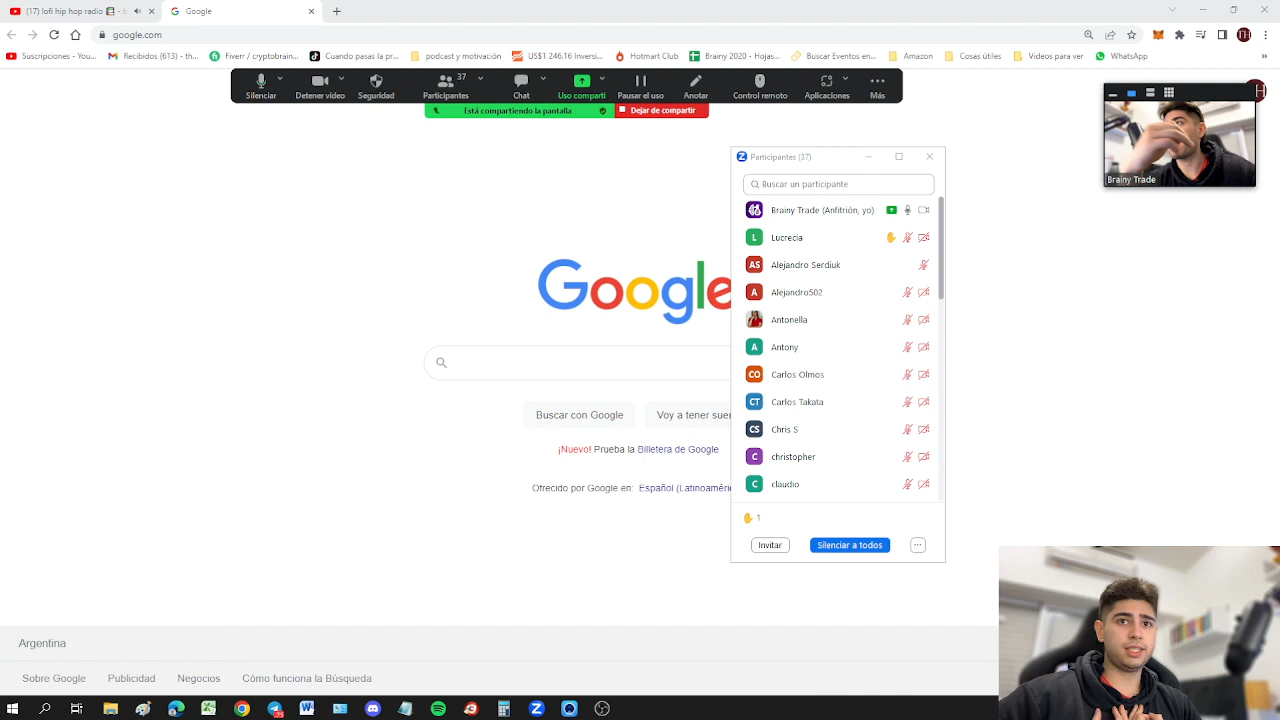 (17) lofi hip hop radio
Google
google.com
Suscripciones - Yo...
Recibidos (613) - th...
Fiverr / cryptobrain...
Cuando pasas la pr...
podcast y motivación
US$1 246.16 Inversi...
Hotmart Club
Brainy 2020 - Hojas...
Buscar Eventos en...
Amazon
Cosas útiles
Videos para ver
WhatsApp
»
37
Silenciar
Detener video
Seguridad
Participantes
Chat
Uso comparti
Pausar el uso
Anotar
Control remoto
Aplicaciones
Más
Está compartiendo la pantalla
Dejar de compartir
Brainy Trade
Participantes (37)
Buscar un participante
Brainy Trade (Anfitrión, yo)
L Lucrecia
AS Alejandro Serdiuk
A Alejandro502
Antonella
A Antony
CO Carlos Olmos
CT Carlos Takata
CS Chris S
C christopher
C claudio
1
Invitar
Silenciar a todos
Google
Buscar con Google
Voy a tener suer
¡Nuevo! Prueba la Billetera de Google
Ofrecido por Google en: Español (Latinoaméri
Argentina
Sobre Google
Publicidad
Negocios
Cómo funciona la Búsqueda